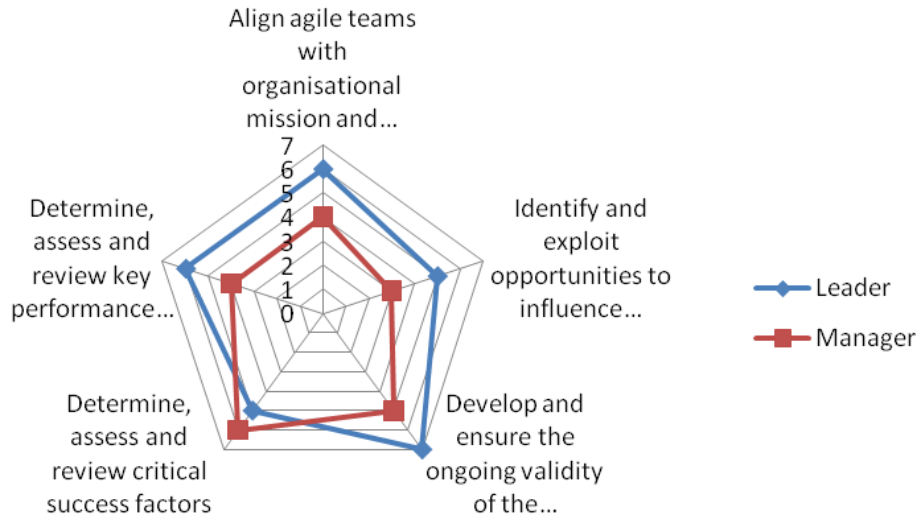 Align agile teams
with
organisational
mission and...
7
6
5
4
3
2
1
0
Identify and
exploit
opportunities to
influence...
Develop and
ensure the
ongoing validity
of the...
Determine,
assess and
review critical
success factors
Determine,
assess and
review key
performance...
Leader
Manager